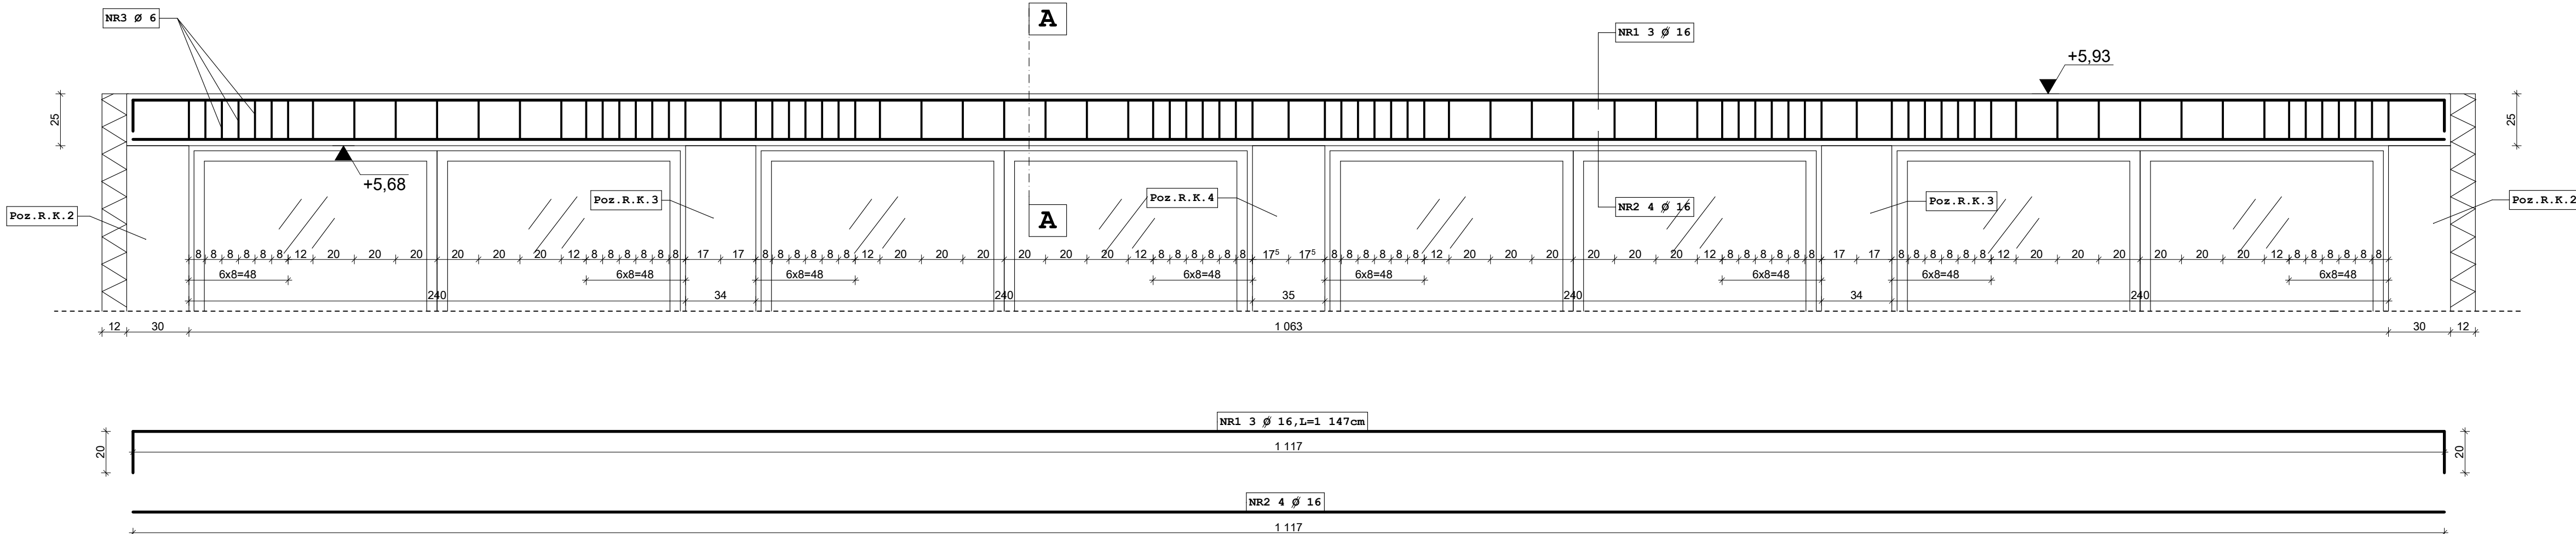 NR3 Ø 6
A
NR1 3 Ø 16
+5,93
25
25
+5,68
Poz.R.K.2
Poz.R.K.3
Poz.R.K.4
A
NR2 4 Ø 16
Poz.R.K.3
Poz.R.K.2
8 8 8 8 8 8 12 20 20 20 20 20 20 12 8 8 8 8 8 8 17 17 8 8 8 8 8 8 12 20 20 20 20 20 20 12 8 8 8 8 8 8 17⁵ 17⁵ 8 8 8 8 8 8 12 20 20 20 20 20 20 12 8 8 8 8 8 8 17 17 8 8 8 8 8 8 12 20 20 20 20 20 20 12 8 8 8 8 8 8
6x8=48 6x8=48 6x8=48 6x8=48 6x8=48 6x8=48 6x8=48 6x8=48
240 34 240 35 240 34 240
12 30 1 063 30 12
NR1 3 Ø 16,L=1 147cm
20 1 117 20
NR2 4 Ø 16
1 117